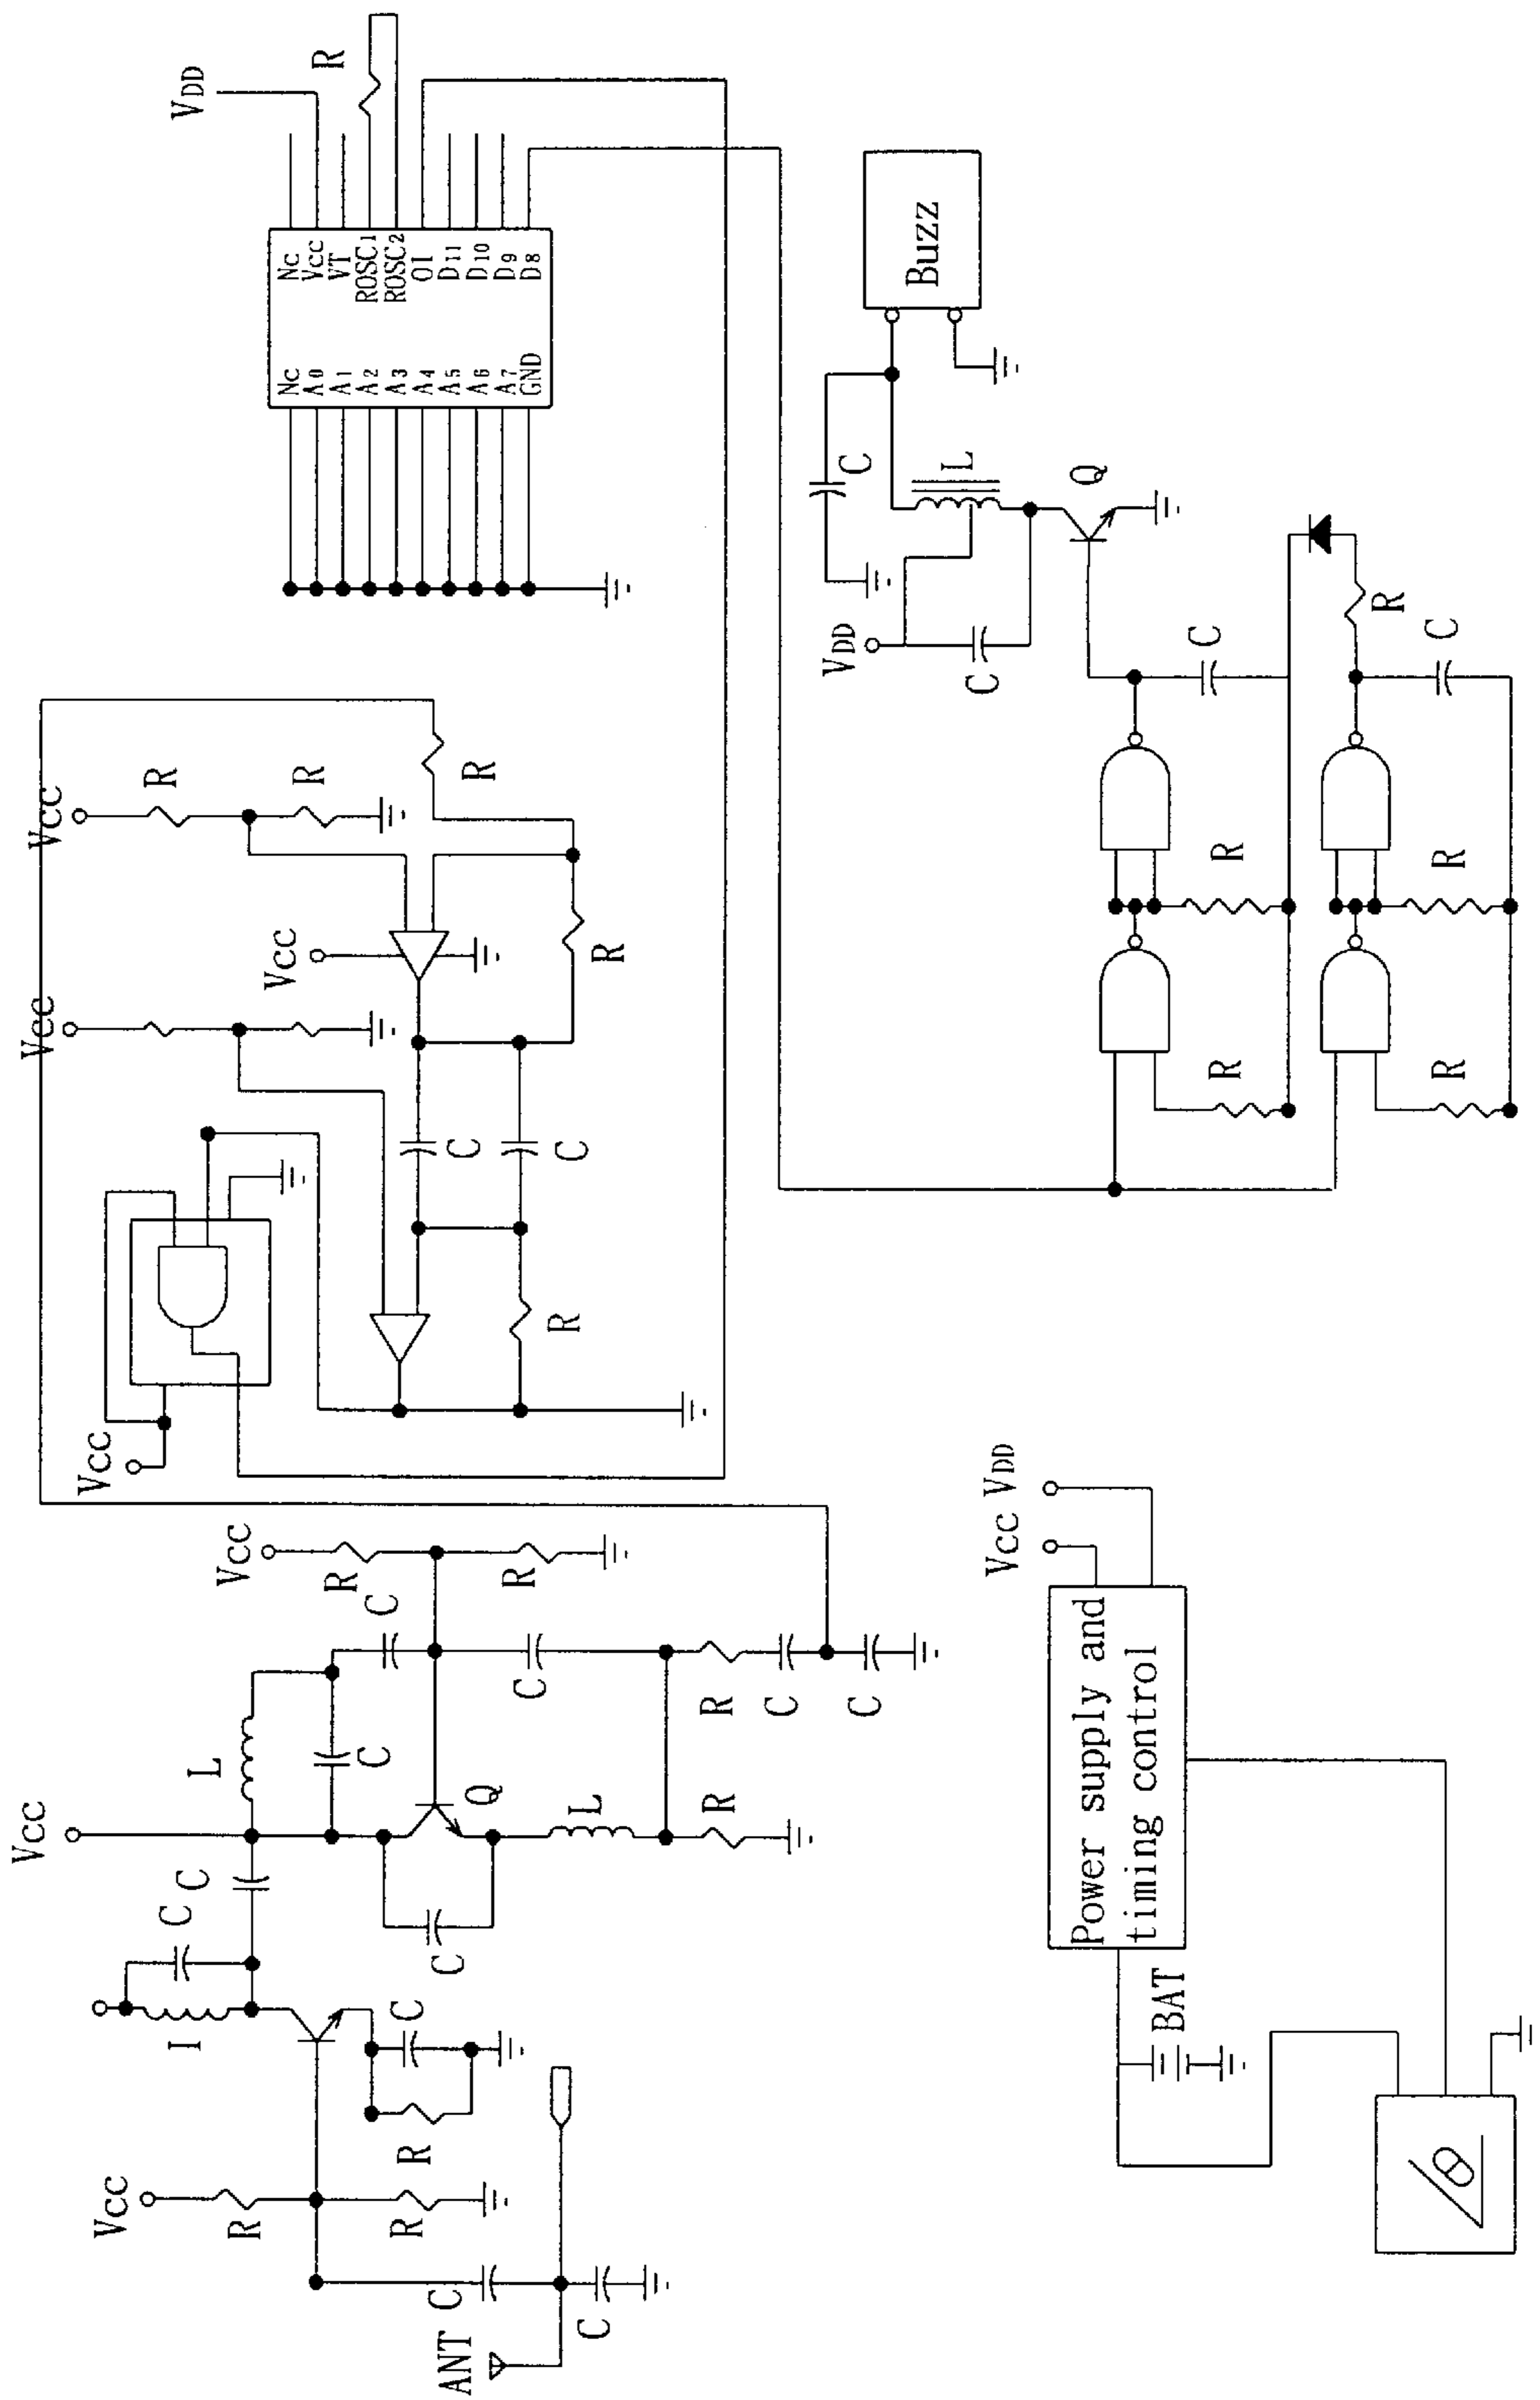 ANT
C
C
Vcc
R
R
R
C
I
C
C
Vcc
L
C
C
C
Q
L
R
C
R
C
C
Vcc
R
R
Vcc
C
C
R
Vcc
Vcc
R
Vcc
R
R
R
Nc
A0
A1
A2
A3
A4
A5
A6
A7
GND
Nc
Vcc
VT
ROSC1
ROSC2
OI
D11
D10
D9
D8
VDD
R
VDD
C
C
L
Q
Buzz
R
R
C
R
R
R
C
BAT
Power supply and
timing control
Vcc
VDD
θ